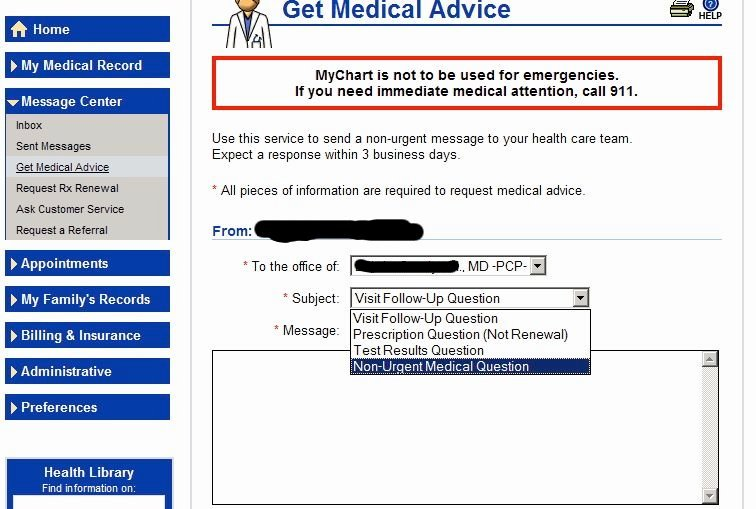 Home
My Medical Record
Message Center
Inbox
Sent Messages
Get Medical Advice
Request Rx Renewal
Ask Customer Service
Request a Referral
Appointments
My Family's Records
Billing & Insurance
Administrative
Preferences
Health Library
Find information on:
Get Medical Advice
HELP
MyChart is not to be used for emergencies.
If you need immediate medical attention, call 911.
Use this service to send a non-urgent message to your health care team.
Expect a response within 3 business days.
* All pieces of information are required to request medical advice.
From:
* To the office of: , MD -PCP-
* Subject: Visit Follow-Up Question
Visit Follow-Up Question
Prescription Question (Not Renewal)
Test Results Question
Non-Urgent Medical Question
* Message: